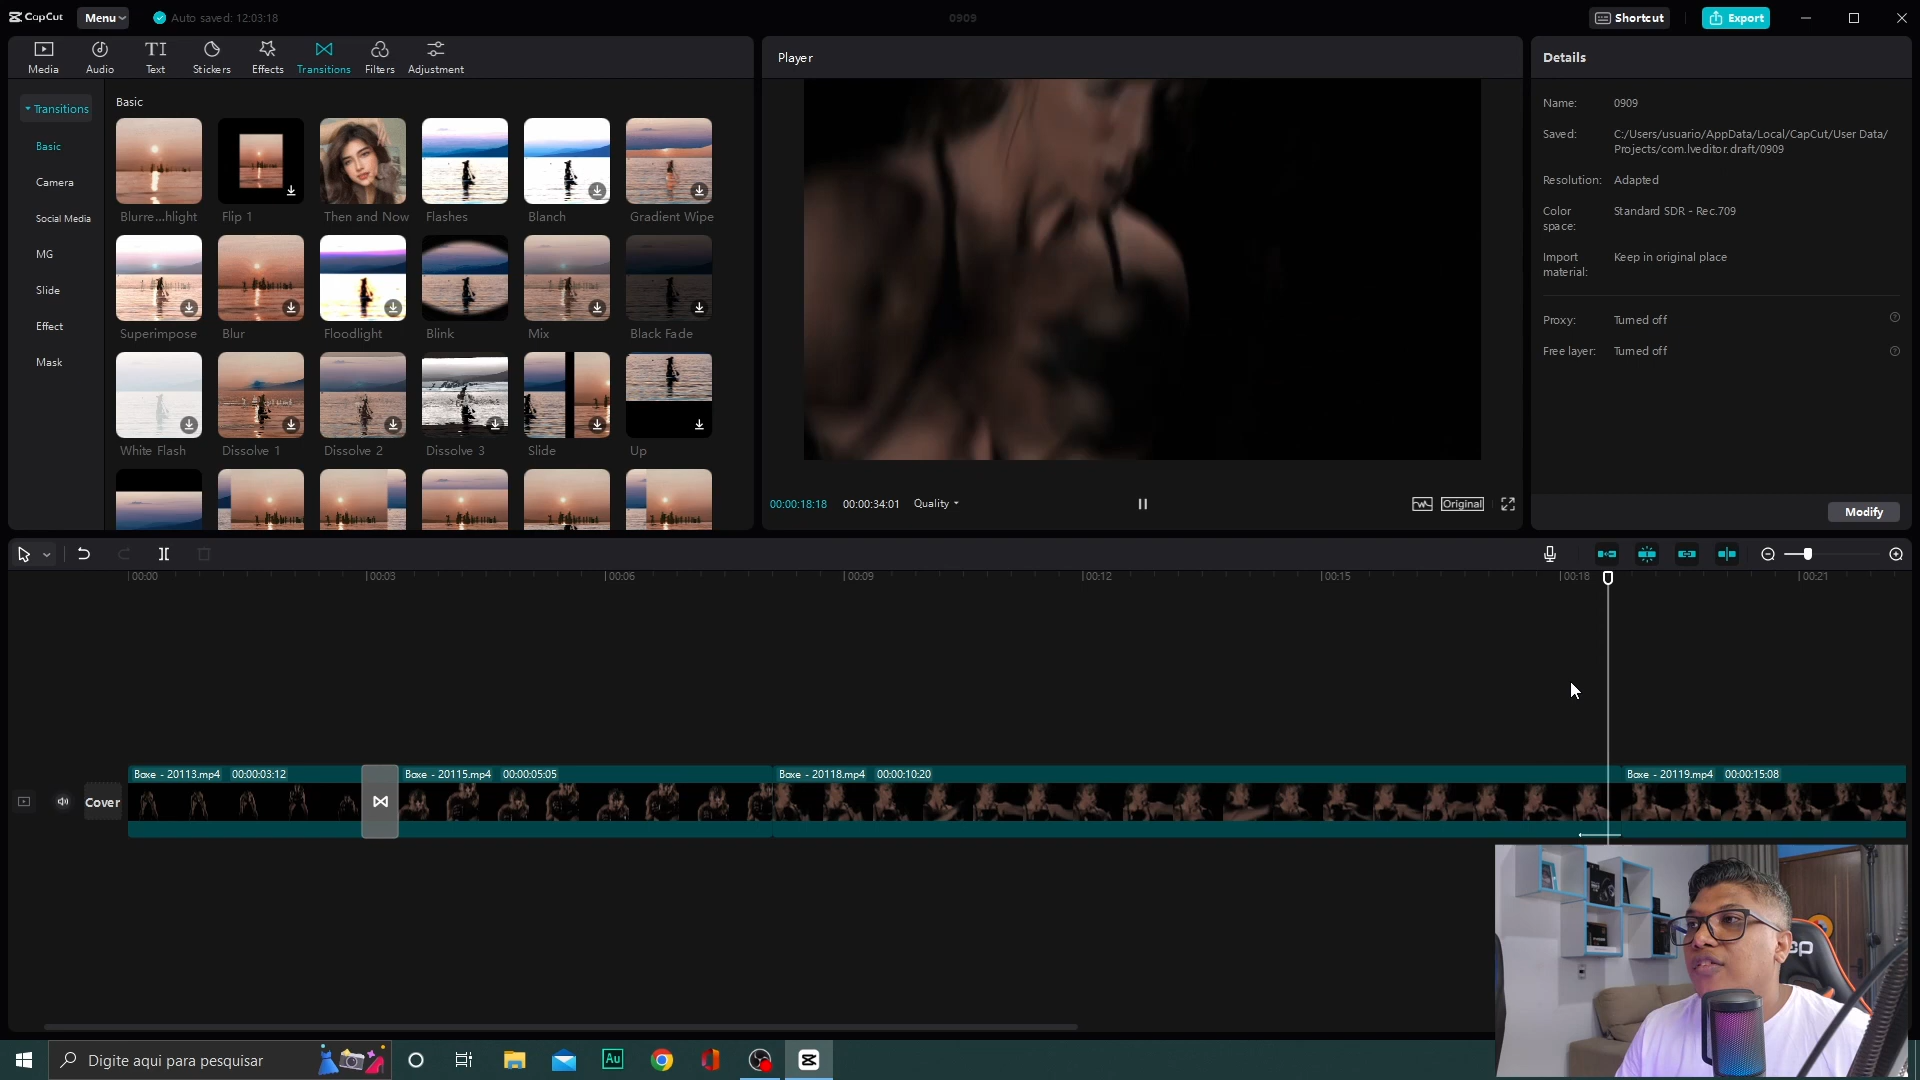 CapCut
Menu
Auto saved: 12:03:18
0909
Shortcut
Export
Media
Audio
TI
Text
Stickers
Effects
Transitions
Filters
Adjustment
Player
Details
Transitions
Basic
Camera
Social Media
MG
Slide
Effect
Mask
Basic
Blurre...hlight
Flip 1
Then and Now
Flashes
Blanch
Gradient Wipe
Superimpose
Blur
Floodlight
Blink
Mix
Black Fade
White Flash
Dissolve 1
Dissolve 2
Dissolve 3
Slide
Up
Name: 0909
Saved: C:/Users/usuario/AppData/Local/CapCut/User Data/
Projects/com.lveditor.draft/0909
Resolution: Adapted
Color
space: Standard SDR - Rec.709
Import
material: Keep in original place
Proxy: Turned off
Free layer: Turned off
Modify
00:00:18:18
00:00:34:01
Quality
Original
00:00
00:03
00:06
00:09
00:12
00:15
00:18
00:21
Boxe - 20113.mp4 00:00:03:12
Boxe - 20115.mp4 00:00:05:05
Boxe - 20118.mp4 00:00:10:20
Boxe - 20119.mp4 00:00:15:08
Cover
Digite aqui para pesquisar
Au